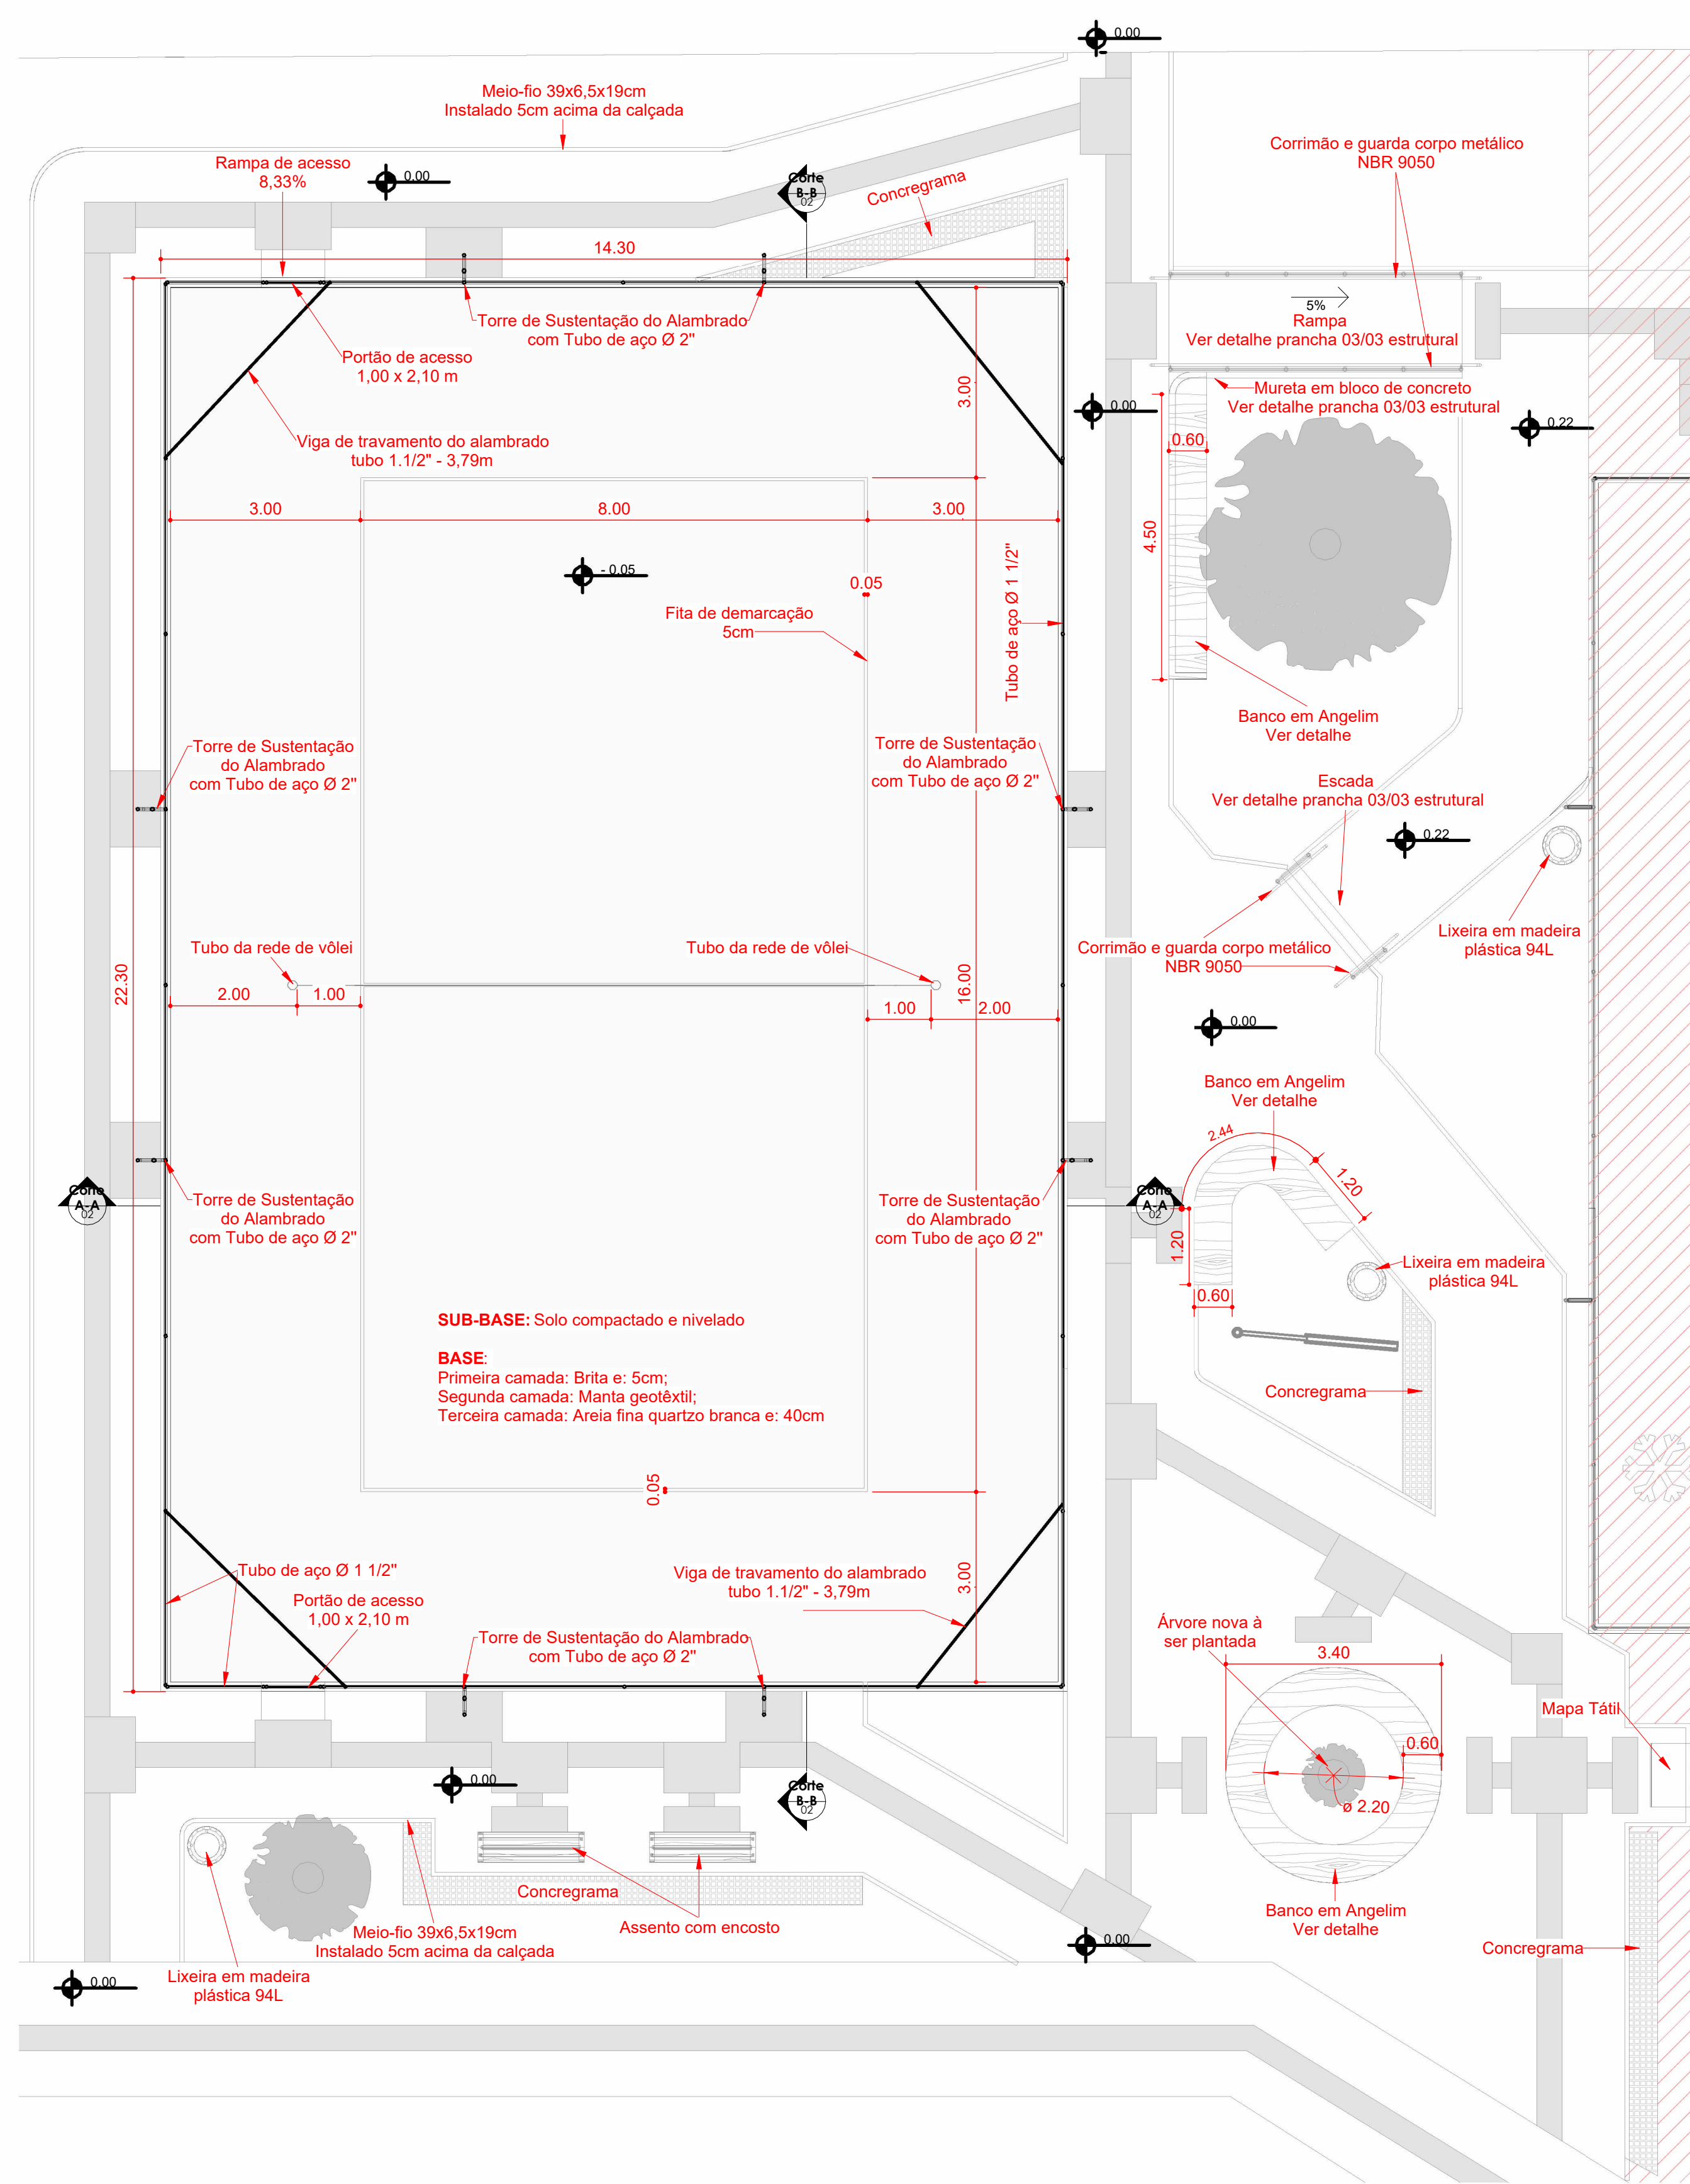 0.00
Meio-fio 39x6,5x19cm
Instalado 5cm acima da calçada
Rampa de acesso
8,33%
0.00
Corte
B-B
02
Concregrama
Corrimão e guarda corpo metálico
NBR 9050
14.30
Torre de Sustentação do Alambrado
com Tubo de aço Ø 2"
Portão de acesso
1,00 x 2,10 m
5%
Rampa
Ver detalhe prancha 03/03 estrutural
3.00
Mureta em bloco de concreto
Ver detalhe prancha 03/03 estrutural
0.00
0.22
Viga de travamento do alambrado
tubo 1.1/2" - 3,79m
0.60
3.00
8.00
3.00
4.50
- 0.05
0.05
Fita de demarcação
5cm
Tubo de aço Ø 1 1/2"
Banco em Angelim
Ver detalhe
Torre de Sustentação
do Alambrado
com Tubo de aço Ø 2"
Torre de Sustentação
do Alambrado
com Tubo de aço Ø 2"
Escada
Ver detalhe prancha 03/03 estrutural
0.22
Lixeira em madeira
plástica 94L
Tubo da rede de vôlei
Tubo da rede de vôlei
Corrimão e guarda corpo metálico
NBR 9050
22.30
2.00
1.00
16.00
1.00
2.00
0.00
Banco em Angelim
Ver detalhe
2.44
1.20
Corte
A-A
02
Torre de Sustentação
do Alambrado
com Tubo de aço Ø 2"
Torre de Sustentação
do Alambrado
com Tubo de aço Ø 2"
Corte
A-A
02
1.20
Lixeira em madeira
plástica 94L
0.60
SUB-BASE: Solo compactado e nivelado
BASE:
Primeira camada: Brita e: 5cm;
Segunda camada: Manta geotêxtil;
Terceira camada: Areia fina quartzo branca e: 40cm
Concregrama
0.05
Tubo de aço Ø 1 1/2"
Portão de acesso
1,00 x 2,10 m
Viga de travamento do alambrado
tubo 1.1/2" - 3,79m
3.00
Torre de Sustentação do Alambrado
com Tubo de aço Ø 2"
Árvore nova à
ser plantada
3.40
Mapa Tátil
0.60
ø 2.20
0.00
Corte
B-B
02
Concregrama
Assento com encosto
Meio-fio 39x6,5x19cm
Instalado 5cm acima da calçada
Banco em Angelim
Ver detalhe
0.00
Concregrama
Lixeira em madeira
plástica 94L
0.00